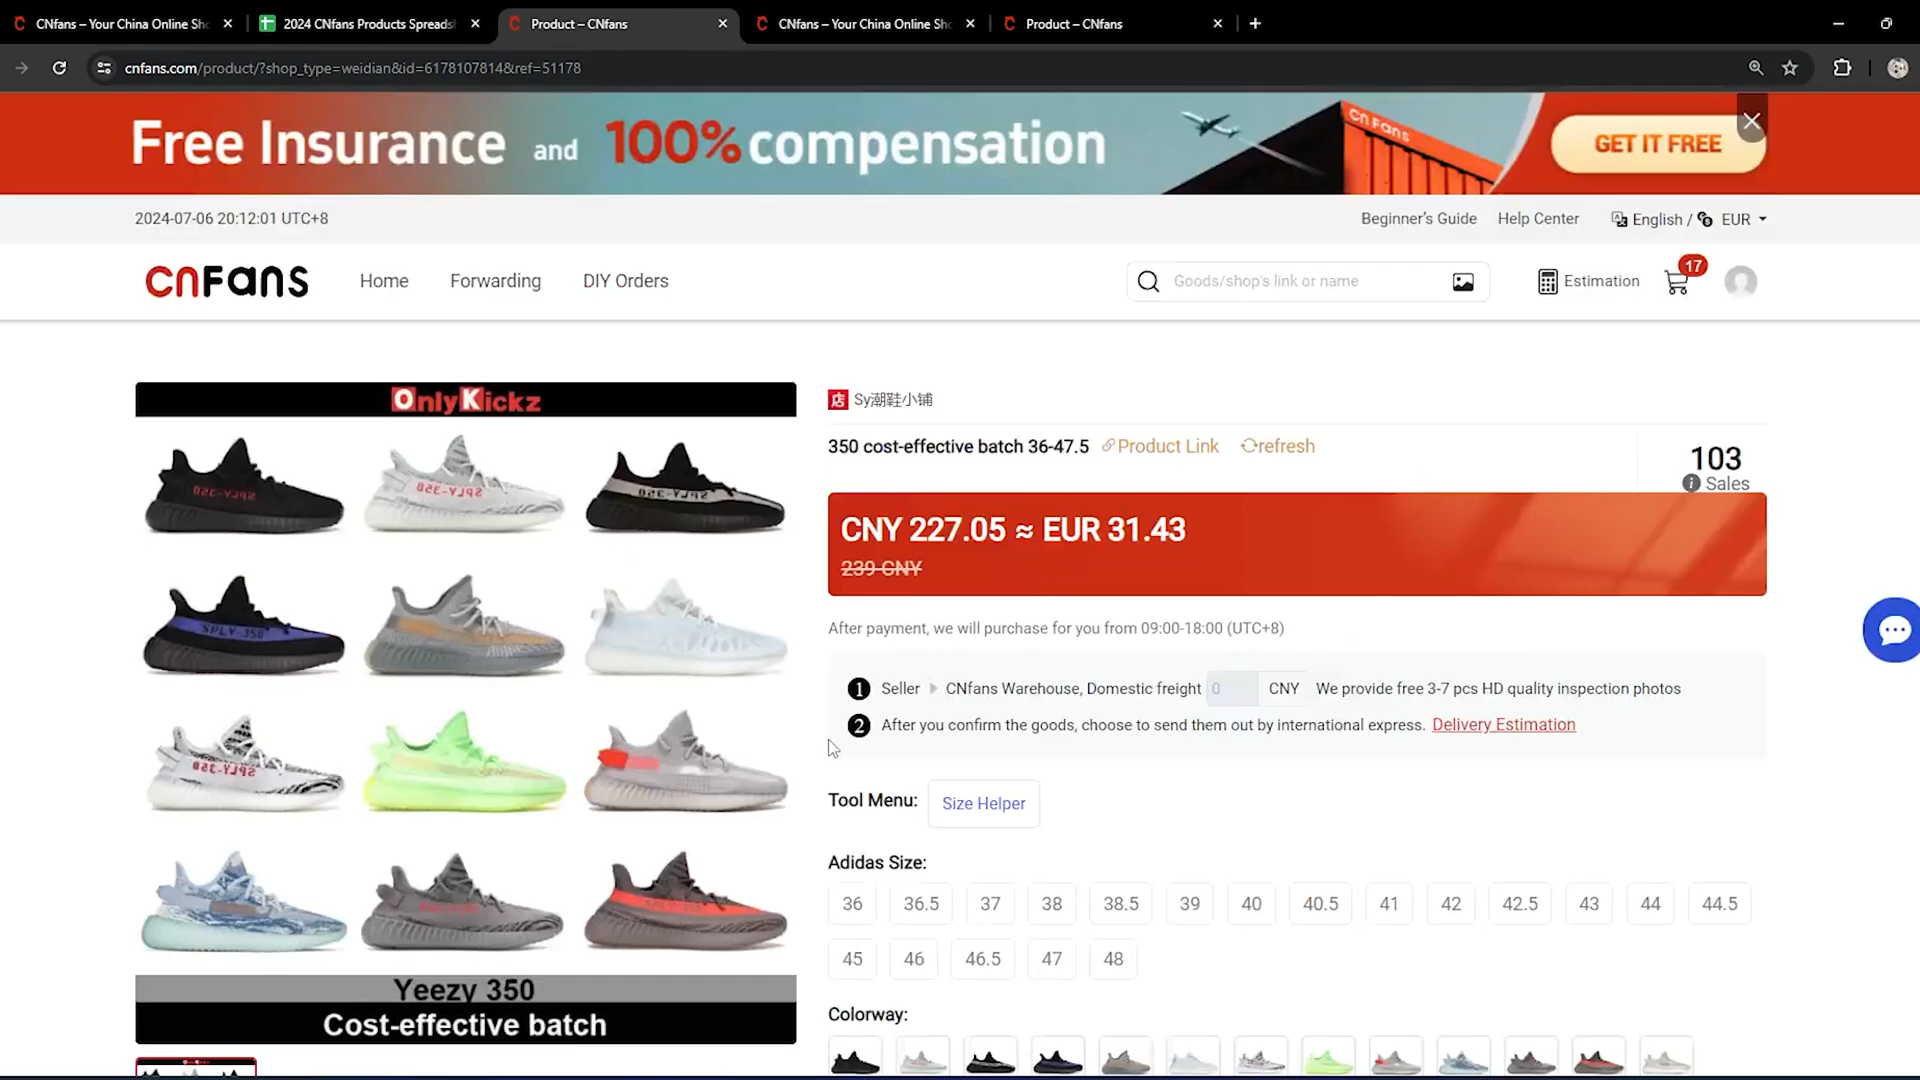 CNfans – Your China Online Sho
2024 CNfans Products Spreadsh
Product – CNfans
CNfans – Your China Online Sho
Product – CNfans
cnfans.com/product/?shop_type=weidian&id=6178107814&ref=51178
Free Insurance and 100% compensation
CnFans
GET IT FREE
2024-07-06 20:12:01 UTC+8
Beginner's Guide
Help Center
English / EUR
CnFans
Home
Forwarding
DIY Orders
Goods/shop's link or name
Estimation
17
OnlyKickz
Yeezy 350
Cost-effective batch
店 Sy潮鞋小铺
350 cost-effective batch 36-47.5 Product Link refresh
103
Sales
CNY 227.05 ≈ EUR 31.43
239 CNY
After payment, we will purchase for you from 09:00-18:00 (UTC+8)
1 Seller CNfans Warehouse, Domestic freight 0 CNY We provide free 3-7 pcs HD quality inspection photos
2 After you confirm the goods, choose to send them out by international express. Delivery Estimation
Tool Menu: Size Helper
Adidas Size:
36 36.5 37 38 38.5 39 40 40.5 41 42 42.5 43 44 44.5
45 46 46.5 47 48
Colorway: